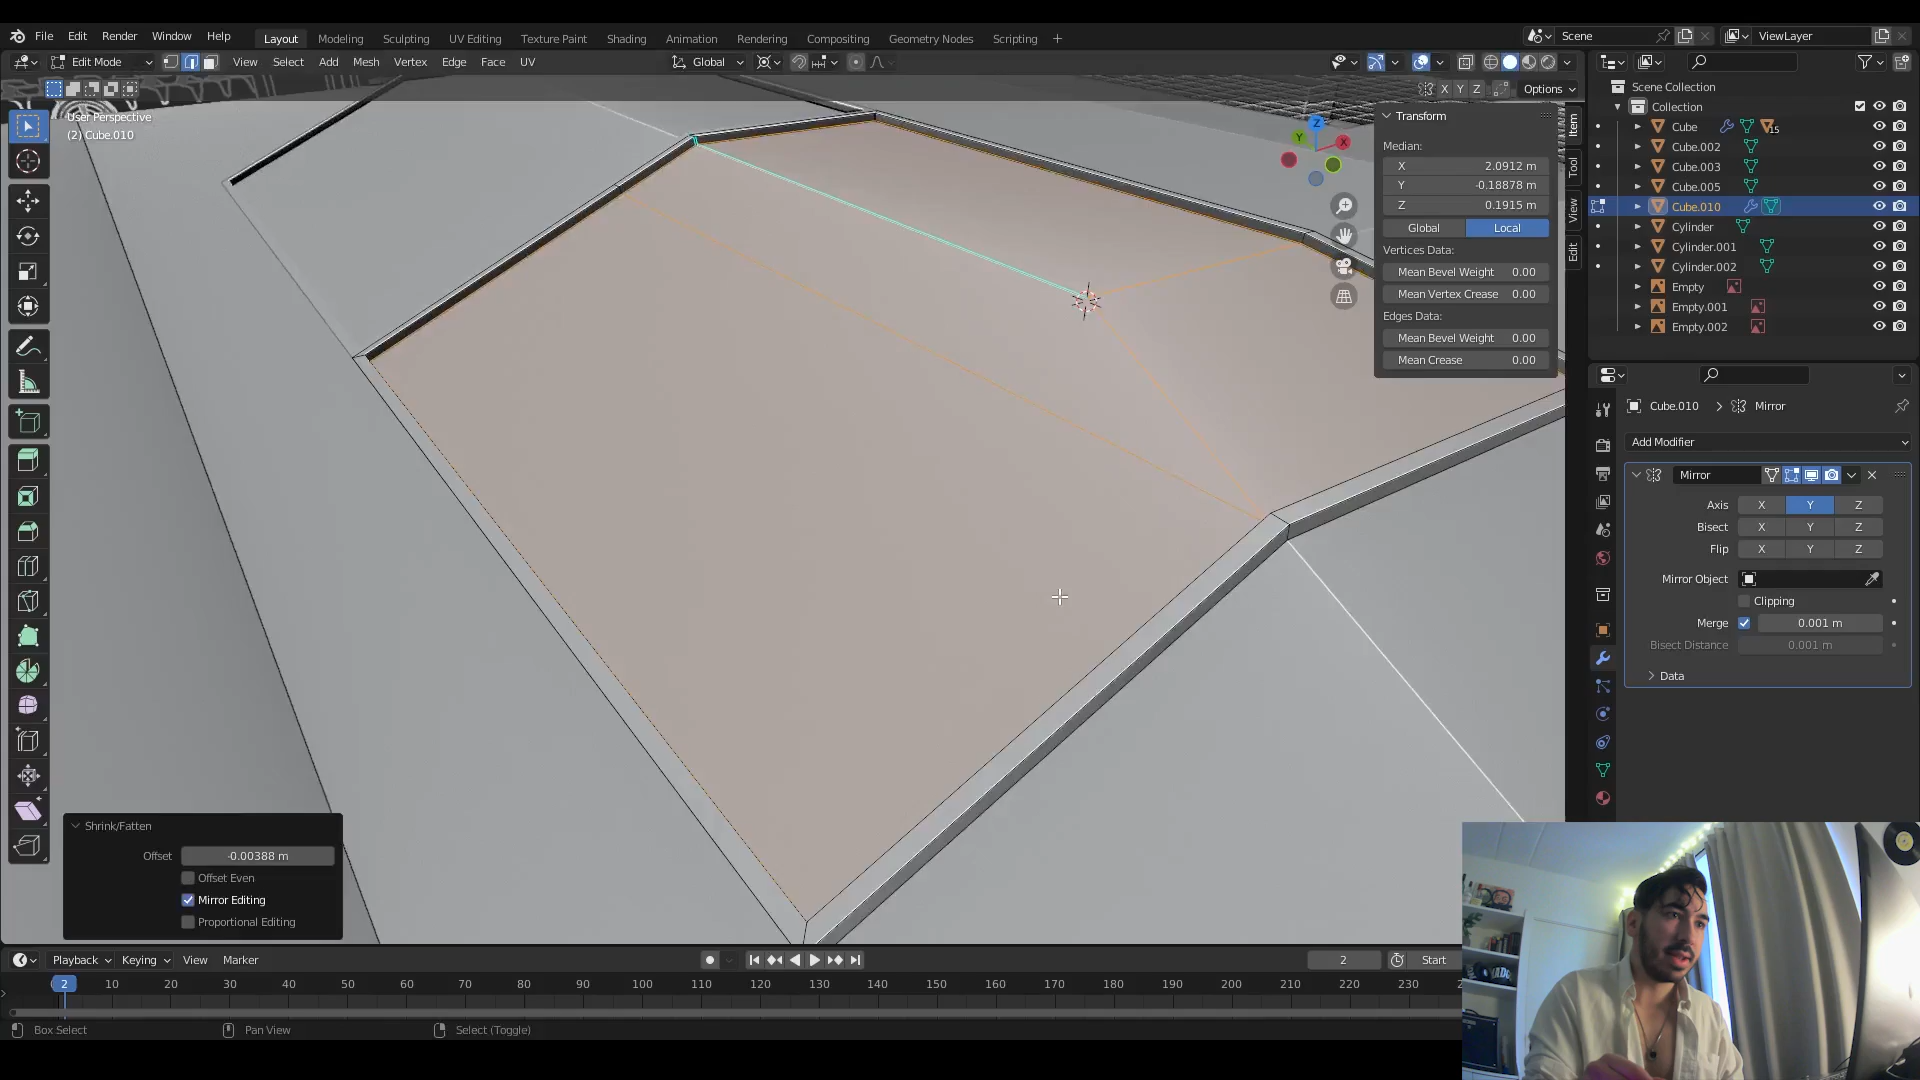 File Edit Render Window Help Layout Modeling Sculpting UV Editing Texture Paint Shading Animation Rendering Compositing Geometry Nodes Scripting + Scene ViewLayer
Edit Mode View Select Add Mesh Vertex Edge Face UV Global
X Y Z Options
User Perspective
(2) Cube.010
Z
Y
X
Transform
Median:
X 2.0912 m
Y -0.18878 m
Z 0.1915 m
Global Local
Vertices Data:
Mean Bevel Weight 0.00
Mean Vertex Crease 0.00
Edges Data:
Mean Bevel Weight 0.00
Mean Crease 0.00
Item
Tool
View
Edit
Scene Collection
Collection
Cube 15
Cube.002
Cube.003
Cube.005
Cube.010
Cylinder
Cylinder.001
Cylinder.002
Empty
Empty.001
Empty.002
Cube.010 > Mirror
Add Modifier
Mirror
Axis X Y Z
Bisect X Y Z
Flip X Y Z
Mirror Object
Clipping
Merge 0.001 m
Bisect Distance 0.001 m
Data
Shrink/Fatten
Offset -0.00388 m
Offset Even
Mirror Editing
Proportional Editing
Playback Keying View Marker 2 Start
2 10 20 30 40 50 60 70 80 90 100 110 120 130 140 150 160 170 180 190 200 210 220 230
Box Select Pan View Select (Toggle)